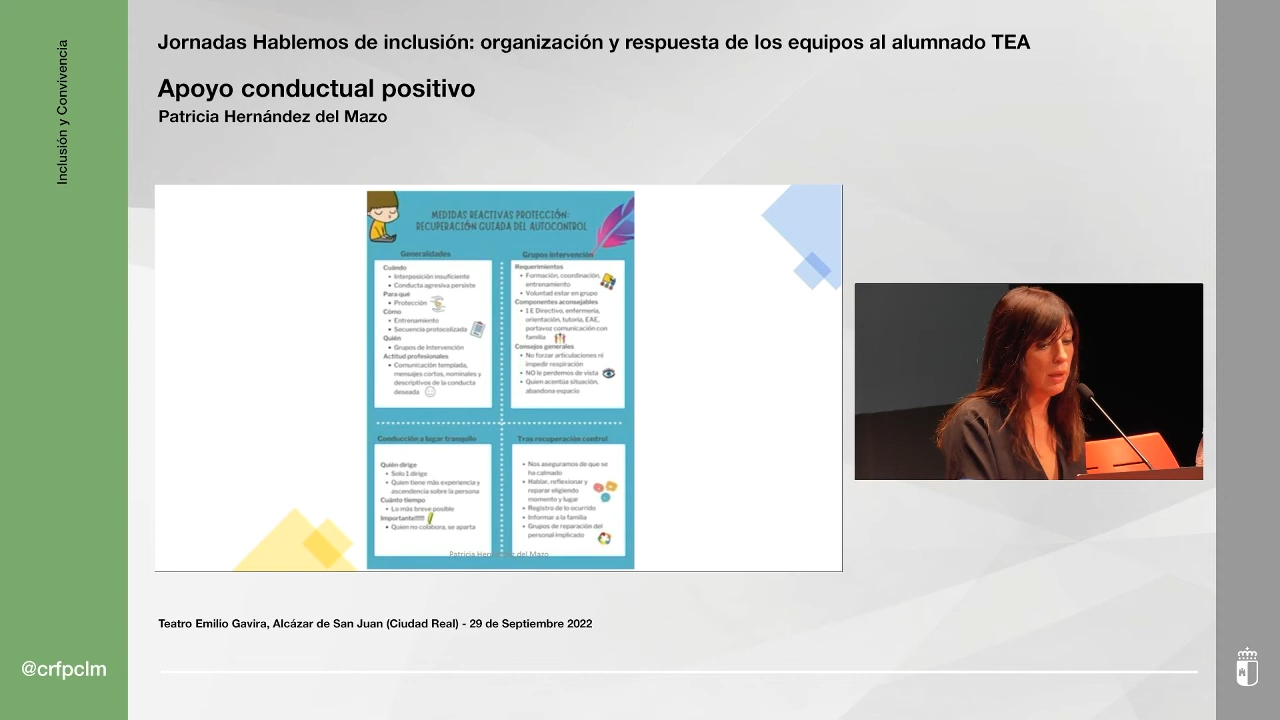 Inclusión y Convivencia
Jornadas Hablemos de inclusión: organización y respuesta de los equipos al alumnado TEA
Apoyo conductual positivo
Patricia Hernández del Mazo
MEDIDAS REACTIVAS PROTECCIÓN:
RECUPERACIÓN GUIADA DEL AUTOCONTROL
Generalidades
Cuándo
Interposición insuficiente
Conducta agresiva persiste
Para qué
Protección
Cómo
Entrenamiento
Secuencia protocolizada
Quién
Grupos de Intervención
Actitud profesionales
Comunicación templada,
mensajes cortos, nominales y
descriptivos de la conducta
deseada
Grupos intervención
Requerimientos
Formación, coordinación,
entrenamiento
Voluntad estar en grupo
Componentes aconsejables
1 E Directivo, enfermería,
orientación, tutoría, EAE,
portavoz comunicación con
familia
Consejos generales
No forzar articulaciones ni
impedir respiración
NO le perdemos de vista
Quien acentúa situación,
abandona espacio
Conducción a lugar tranquilo
Quién dirige
Solo 1 dirige
Quien tiene más experiencia y
ascendencia sobre la persona
Cuánto tiempo
Lo más breve posible
Importante!!!!!
Quien no colabora, se aparta
Tras recuperación control
Nos aseguramos de que se
ha calmado
Hablar, reflexionar y
reparar eligiendo
momento y lugar
Registro de lo ocurrido
Informar a la familia
Grupos de reparación del
personal implicado
Patricia Hernández del Mazo
Teatro Emilio Gavira, Alcázar de San Juan (Ciudad Real) - 29 de Septiembre 2022
@crfpclm